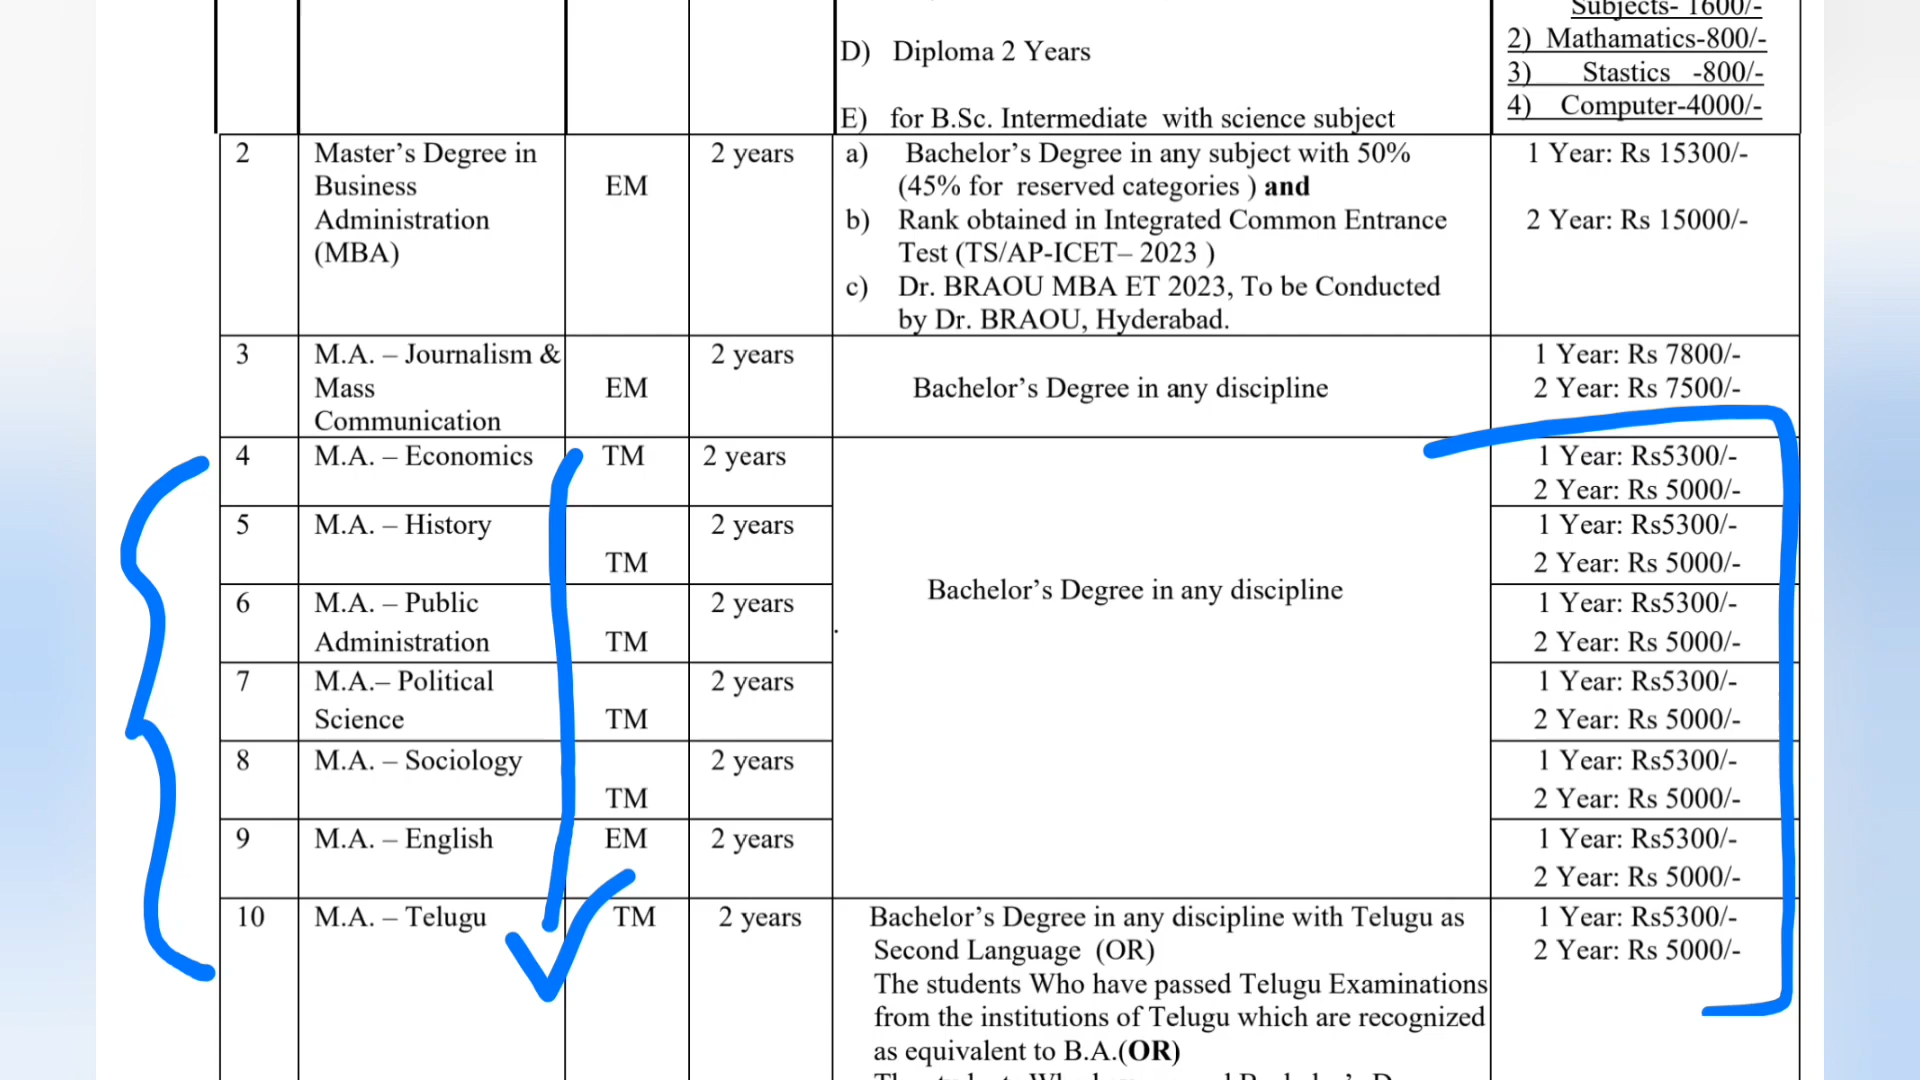 Subjects- 1600/-
D) Diploma 2 Years
2) Mathamatics-800/-
3) Stastics -800/-
4) Computer-4000/-
E) for B.Sc. Intermediate with science subject
2
Master's Degree in
Business
Administration
(MBA)
EM
2 years
a) Bachelor's Degree in any subject with 50%
(45% for reserved categories ) and
b) Rank obtained in Integrated Common Entrance
Test (TS/AP-ICET– 2023 )
c) Dr. BRAOU MBA ET 2023, To be Conducted
by Dr. BRAOU, Hyderabad.
1 Year: Rs 15300/-
2 Year: Rs 15000/-
3
M.A. – Journalism &
Mass
Communication
EM
2 years
Bachelor's Degree in any discipline
1 Year: Rs 7800/-
2 Year: Rs 7500/-
4
M.A. – Economics
TM
2 years
1 Year: Rs5300/-
2 Year: Rs 5000/-
5
M.A. – History
TM
2 years
1 Year: Rs5300/-
2 Year: Rs 5000/-
Bachelor's Degree in any discipline
6
M.A. – Public
Administration
TM
2 years
1 Year: Rs5300/-
2 Year: Rs 5000/-
7
M.A.– Political
Science
TM
2 years
1 Year: Rs5300/-
2 Year: Rs 5000/-
8
M.A. – Sociology
TM
2 years
1 Year: Rs5300/-
2 Year: Rs 5000/-
9
M.A. – English
EM
2 years
1 Year: Rs5300/-
2 Year: Rs 5000/-
10
M.A. – Telugu
TM
2 years
Bachelor's Degree in any discipline with Telugu as
Second Language (OR)
The students Who have passed Telugu Examinations
from the institutions of Telugu which are recognized
as equivalent to B.A.(OR)
1 Year: Rs5300/-
2 Year: Rs 5000/-